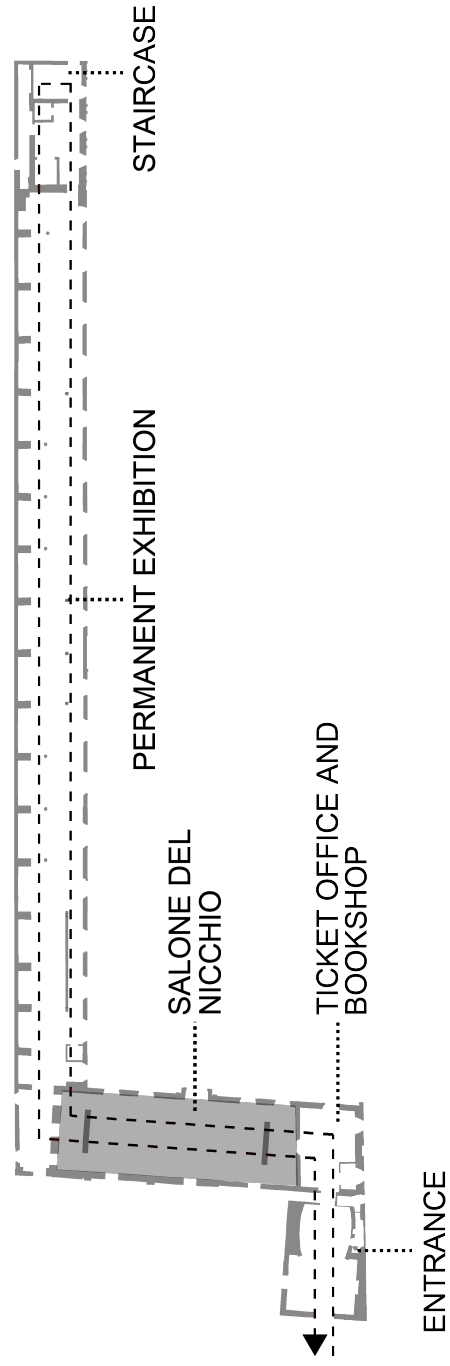 PERMANENT EXHIBITION
STAIRCASE
SALONE DEL
NICCHIO
TICKET OFFICE AND
BOOKSHOP
ENTRANCE